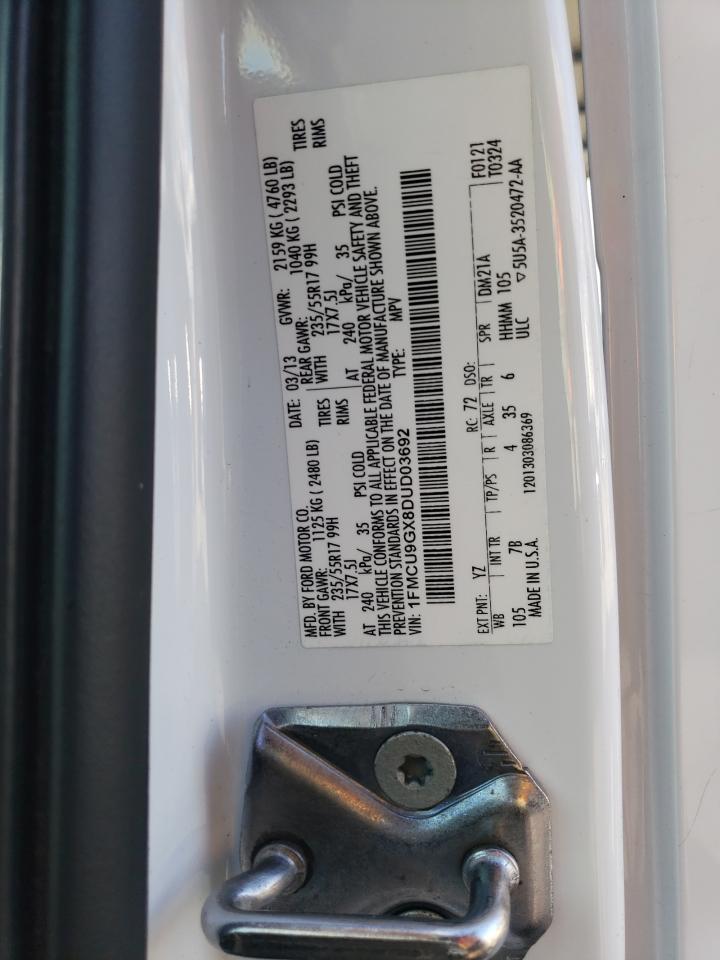 MFD. BY FORD MOTOR CO.
DATE: 03/13 GVWR: 2159 KG ( 4760 LB)
FRONT GAWR: 1125 KG ( 2480 LB) REAR GAWR: 1040 KG ( 2293 LB)
WITH 235/55R17 99H TIRES WITH 235/55R17 99H TIRES
17X7.5J RIMS 17X7.5J RIMS
AT 240 kPa/ 35 PSI COLD AT 240 kPa/ 35 PSI COLD
THIS VEHICLE CONFORMS TO ALL APPLICABLE FEDERAL MOTOR VEHICLE SAFETY AND THEFT
PREVENTION STANDARDS IN EFFECT ON THE DATE OF MANUFACTURE SHOWN ABOVE.
VIN: 1FMCU9GX8DUD03692 TYPE: MPV
EXT PNT: YZ RC: 72 DSO: F0121
WB INT TR TP/PS R AXLE TR SPR DM21A T0324
105 7B 4 35 6 HHMM 105
MADE IN U.S.A. 1201303086369 ULC ▽5U5A-3520472-AA